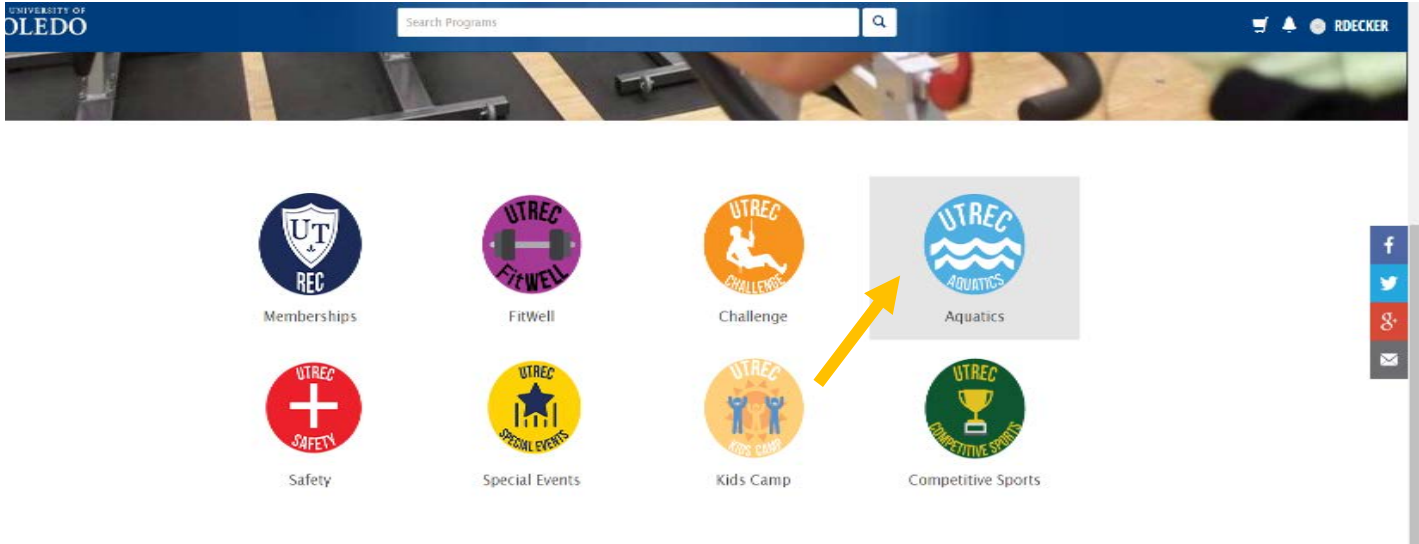 UNIVERSITY OF
OLEDO
Search Programs
RDECKER
UTREC
UTREC
UTREC
UT
REC
FitWELL
CHALLENGE
AQUATICS
Memberships
FitWell
Challenge
Aquatics
f
g+
UTREC
UTREC
UTREC
UTREC
SAFETY
SPECIAL EVENTS
KIDS CAMP
COMPETITIVE SPORTS
Safety
Special Events
Kids Camp
Competitive Sports